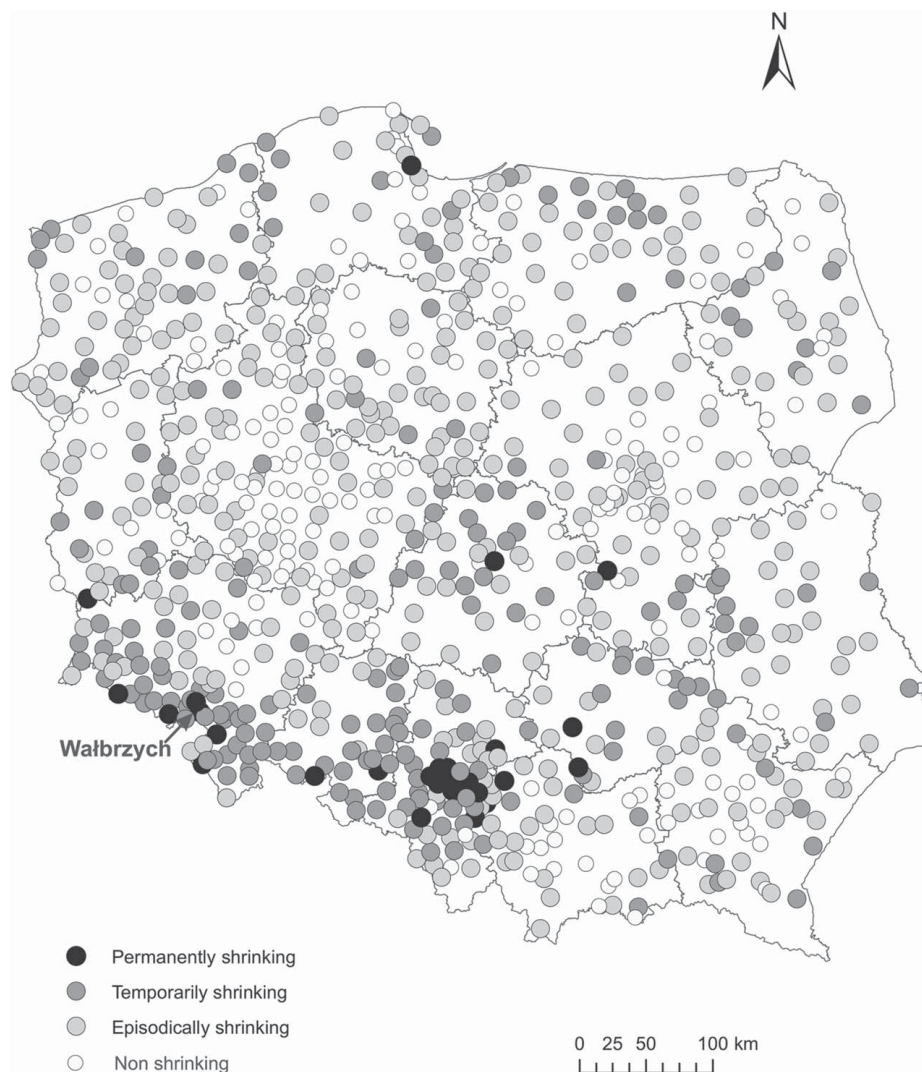 N
Wałbrzych
Permanently shrinking
Temporarily shrinking
Episodically shrinking
Non shrinking
0 25 50 100 km